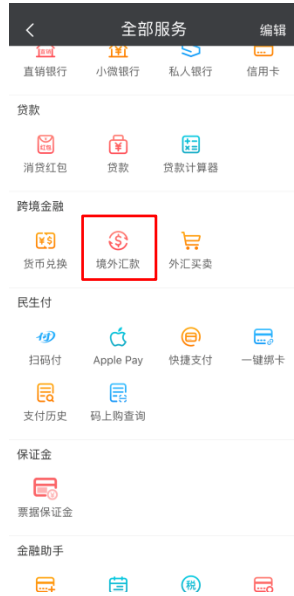 全部服务 编辑
直销银行 小微银行 私人银行 信用卡
贷款
消贷红包 贷款 贷款计算器
跨境金融
货币兑换 境外汇款 外汇买卖
民生付
扫码付 Apple Pay 快捷支付 一键绑卡
支付历史 码上购查询
保证金
票据保证金
金融助手
税